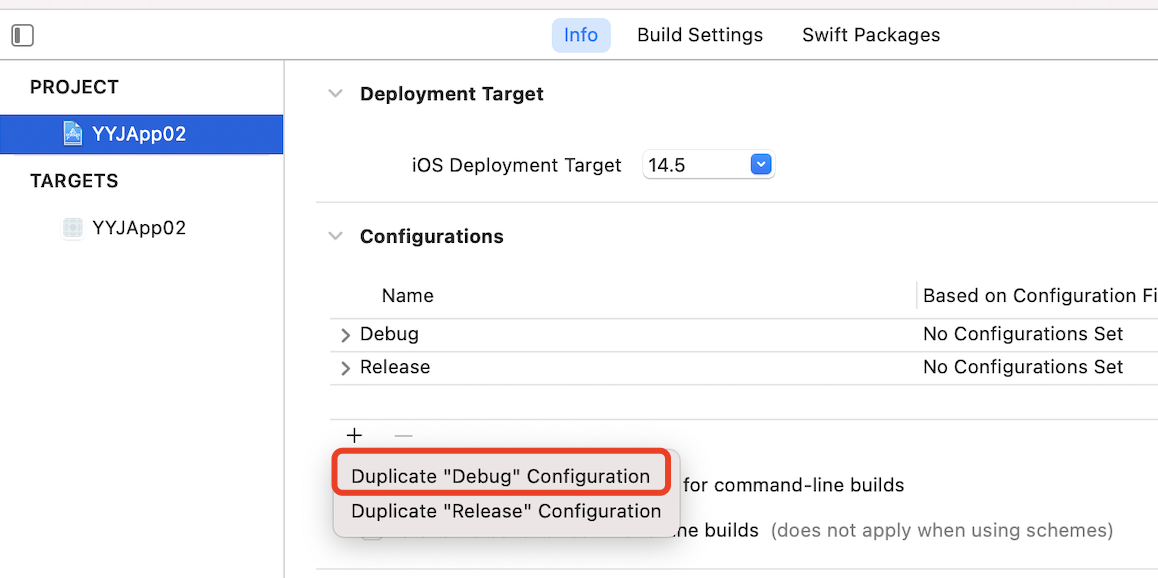 Info Build Settings Swift Packages
PROJECT
YYJApp02
TARGETS
YYJApp02
Deployment Target
iOS Deployment Target 14.5
Configurations
Name Based on Configuration Fi
Debug No Configurations Set
Release No Configurations Set
Duplicate "Debug" Configuration
for command-line builds
Duplicate "Release" Configuration
ne builds (does not apply when using schemes)